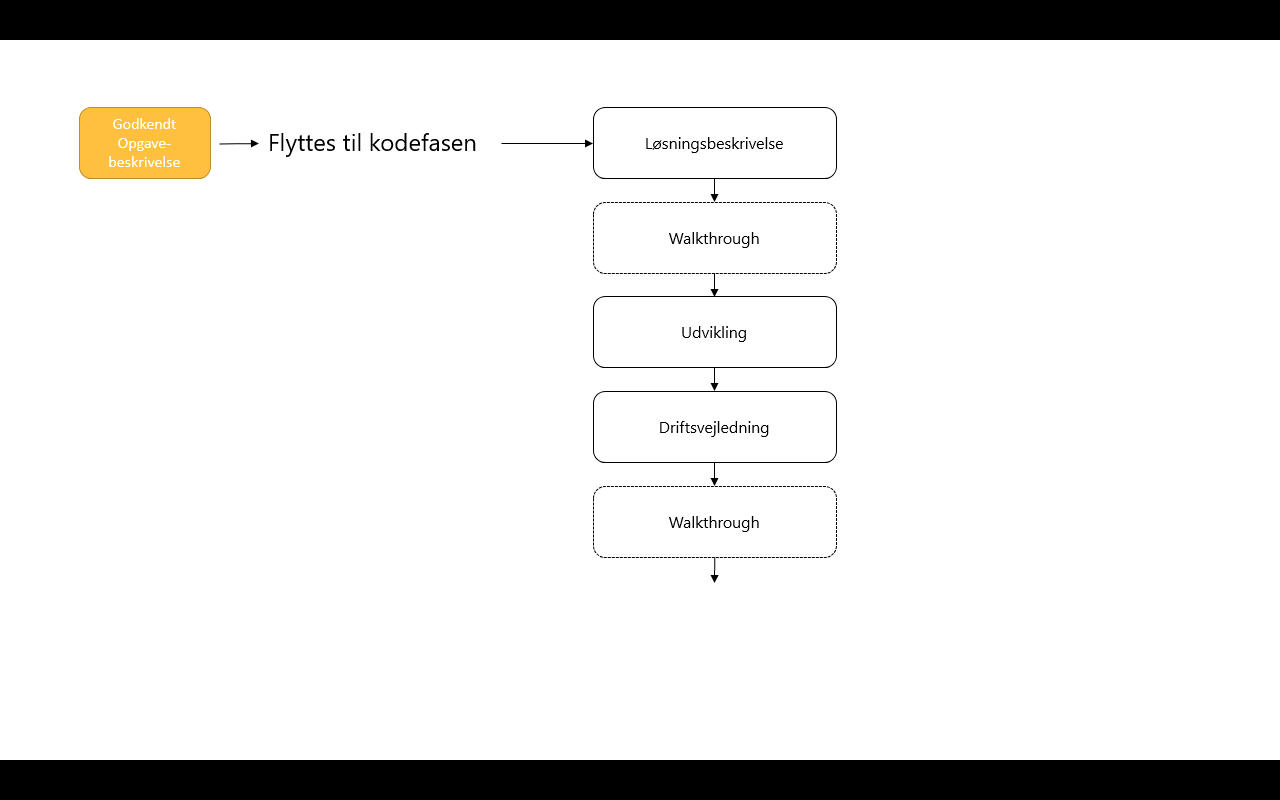 Godkendt
Opgave-
beskrivelse
Flyttes til kodefasen
Løsningsbeskrivelse
Walkthrough
Udvikling
Driftsvejledning
Walkthrough